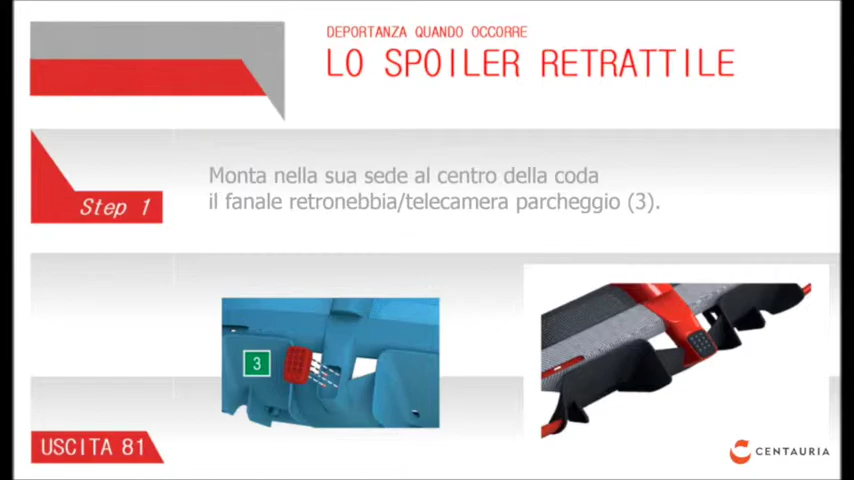 DEPORTANZA QUANDO OCCORRE
LO SPOILER RETRATTILE
Step 1
Monta nella sua sede al centro della coda
il fanale retronebbia/telecamera parcheggio (3).
3
USCITA 81
CENTAURIA